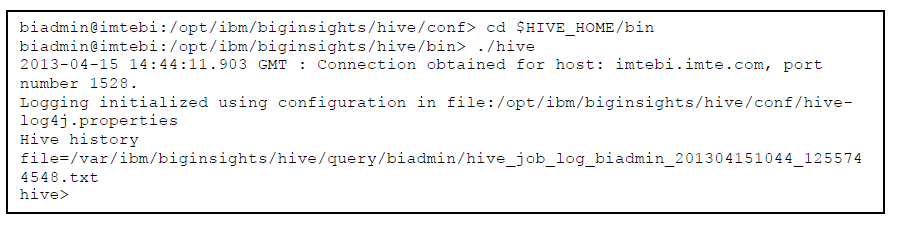 biadmin@imtebi:/opt/ibm/biginsights/hive/conf> cd $HIVE_HOME/bin
biadmin@imtebi:/opt/ibm/biginsights/hive/bin> ./hive
2013-04-15 14:44:11.903 GMT : Connection obtained for host: imtebi.imte.com, port
number 1528.
Logging initialized using configuration in file:/opt/ibm/biginsights/hive/conf/hive-
log4j.properties
Hive history
file=/var/ibm/biginsights/hive/query/biadmin/hive_job_log_biadmin_201304151044_125574
4548.txt
hive>